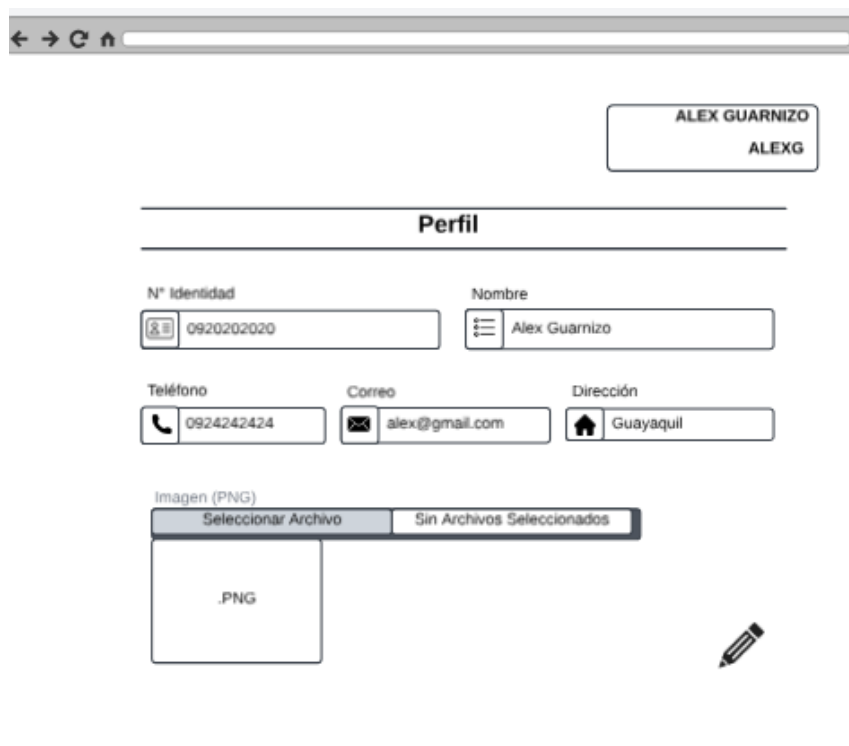 ALEX GUARNIZO
ALEXG
Perfil
N° Identidad
Nombre
0920202020
Alex Guarnizo
Teléfono
Correo
Dirección
0924242424
alex@gmail.com
Guayaquil
Imagen (PNG)
Seleccionar Archivo
Sin Archivos Seleccionados
.PNG